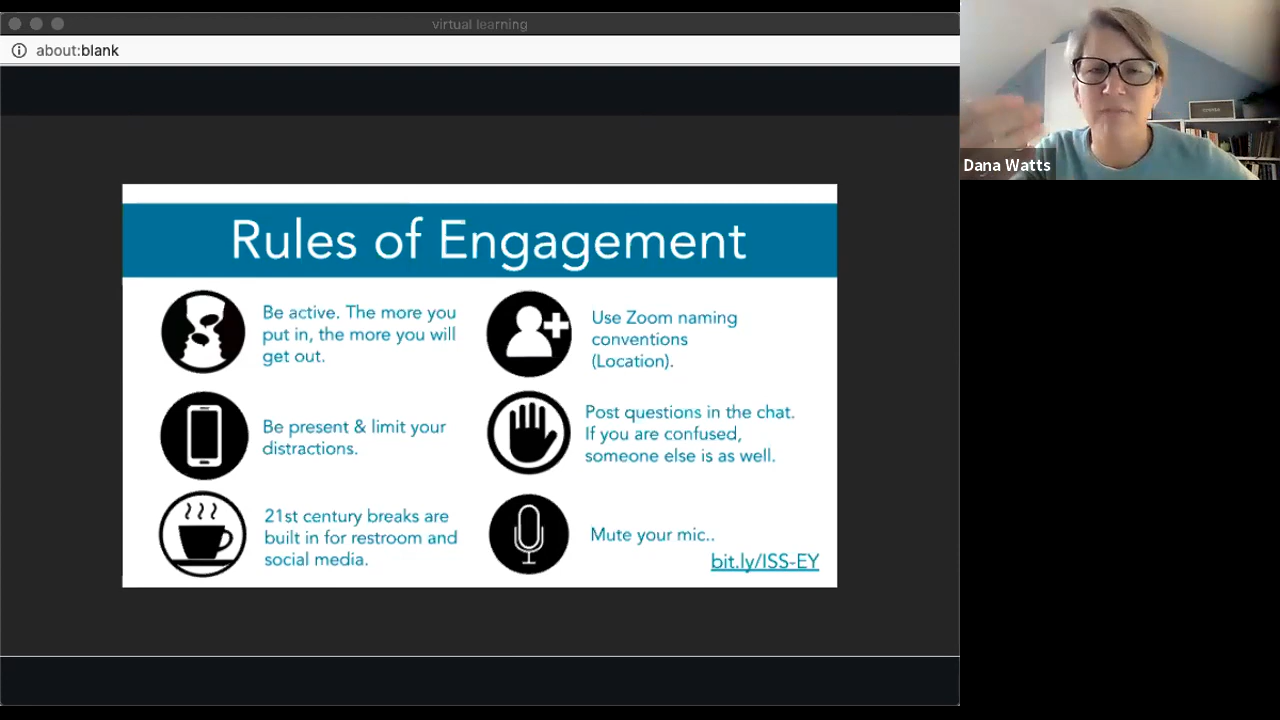 virtual learning
about:blank
Dana Watts
Rules of Engagement
Be active. The more you
put in, the more you will
get out.
Use Zoom naming
conventions
(Location).
Be present & limit your
distractions.
Post questions in the chat.
If you are confused,
someone else is as well.
21st century breaks are
built in for restroom and
social media.
Mute your mic..
bit.ly/ISS-EY